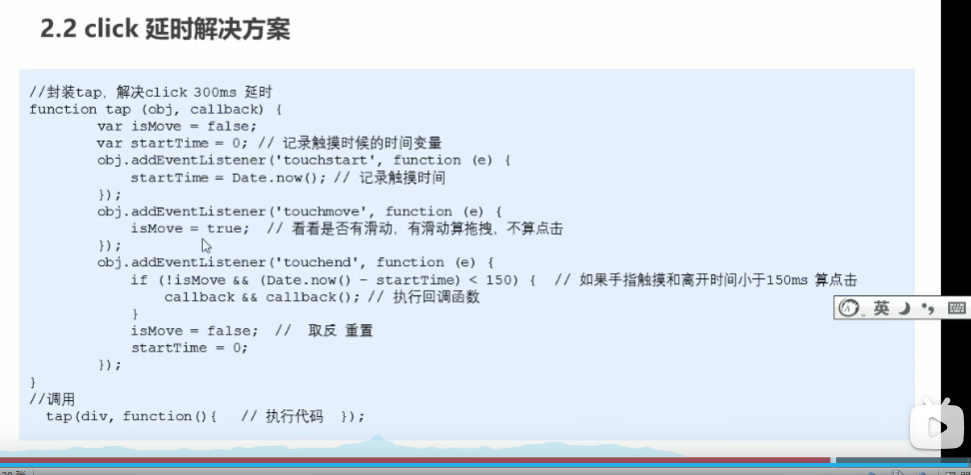 2.2 click 延时解决方案
//封装tap，解决click 300ms 延时
function tap (obj, callback) {
var isMove = false;
var startTime = 0; // 记录触摸时候的时间变量
obj.addEventListener('touchstart', function (e) {
startTime = Date.now(); // 记录触摸时间
});
obj.addEventListener('touchmove', function (e) {
isMove = true;  // 看看是否有滑动，有滑动算拖拽，不算点击
});
obj.addEventListener('touchend', function (e) {
if (!isMove && (Date.now() - startTime) < 150) {  // 如果手指触摸和离开时间小于150ms 算点击
callback && callback(); // 执行回调函数
}
isMove = false;  //  取反 重置
startTime = 0;
});
}
//调用
tap(div, function(){   // 执行代码  });
英